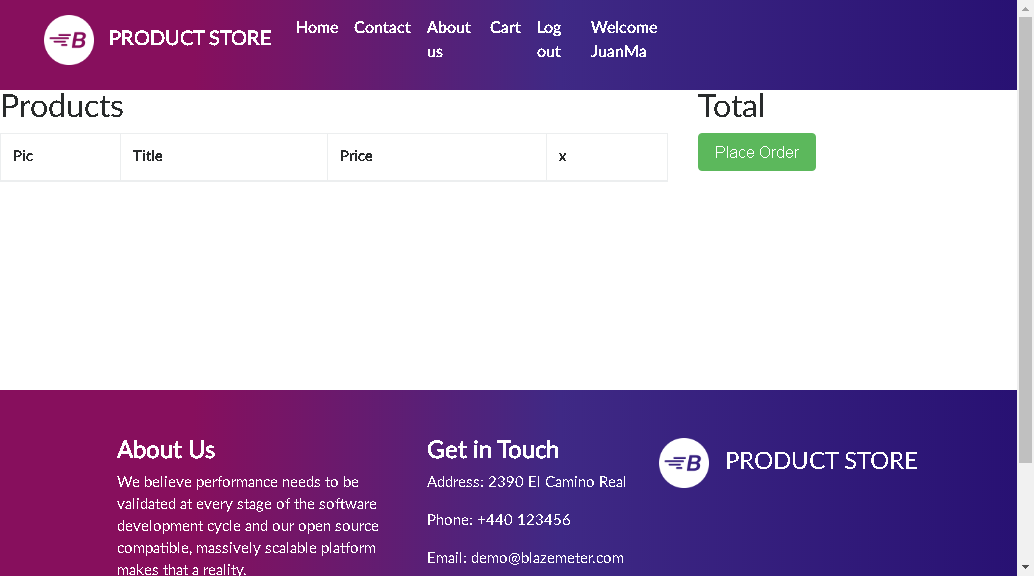 B PRODUCT STORE Home Contact About us Cart Log out Welcome JuanMa
Products
Total
Pic Title Price x
Place Order
About Us
We believe performance needs to be
validated at every stage of the software
development cycle and our open source
compatible, massively scalable platform
makes that a reality.
Get in Touch
Address: 2390 El Camino Real
Phone: +440 123456
Email: demo@blazemeter.com
B PRODUCT STORE